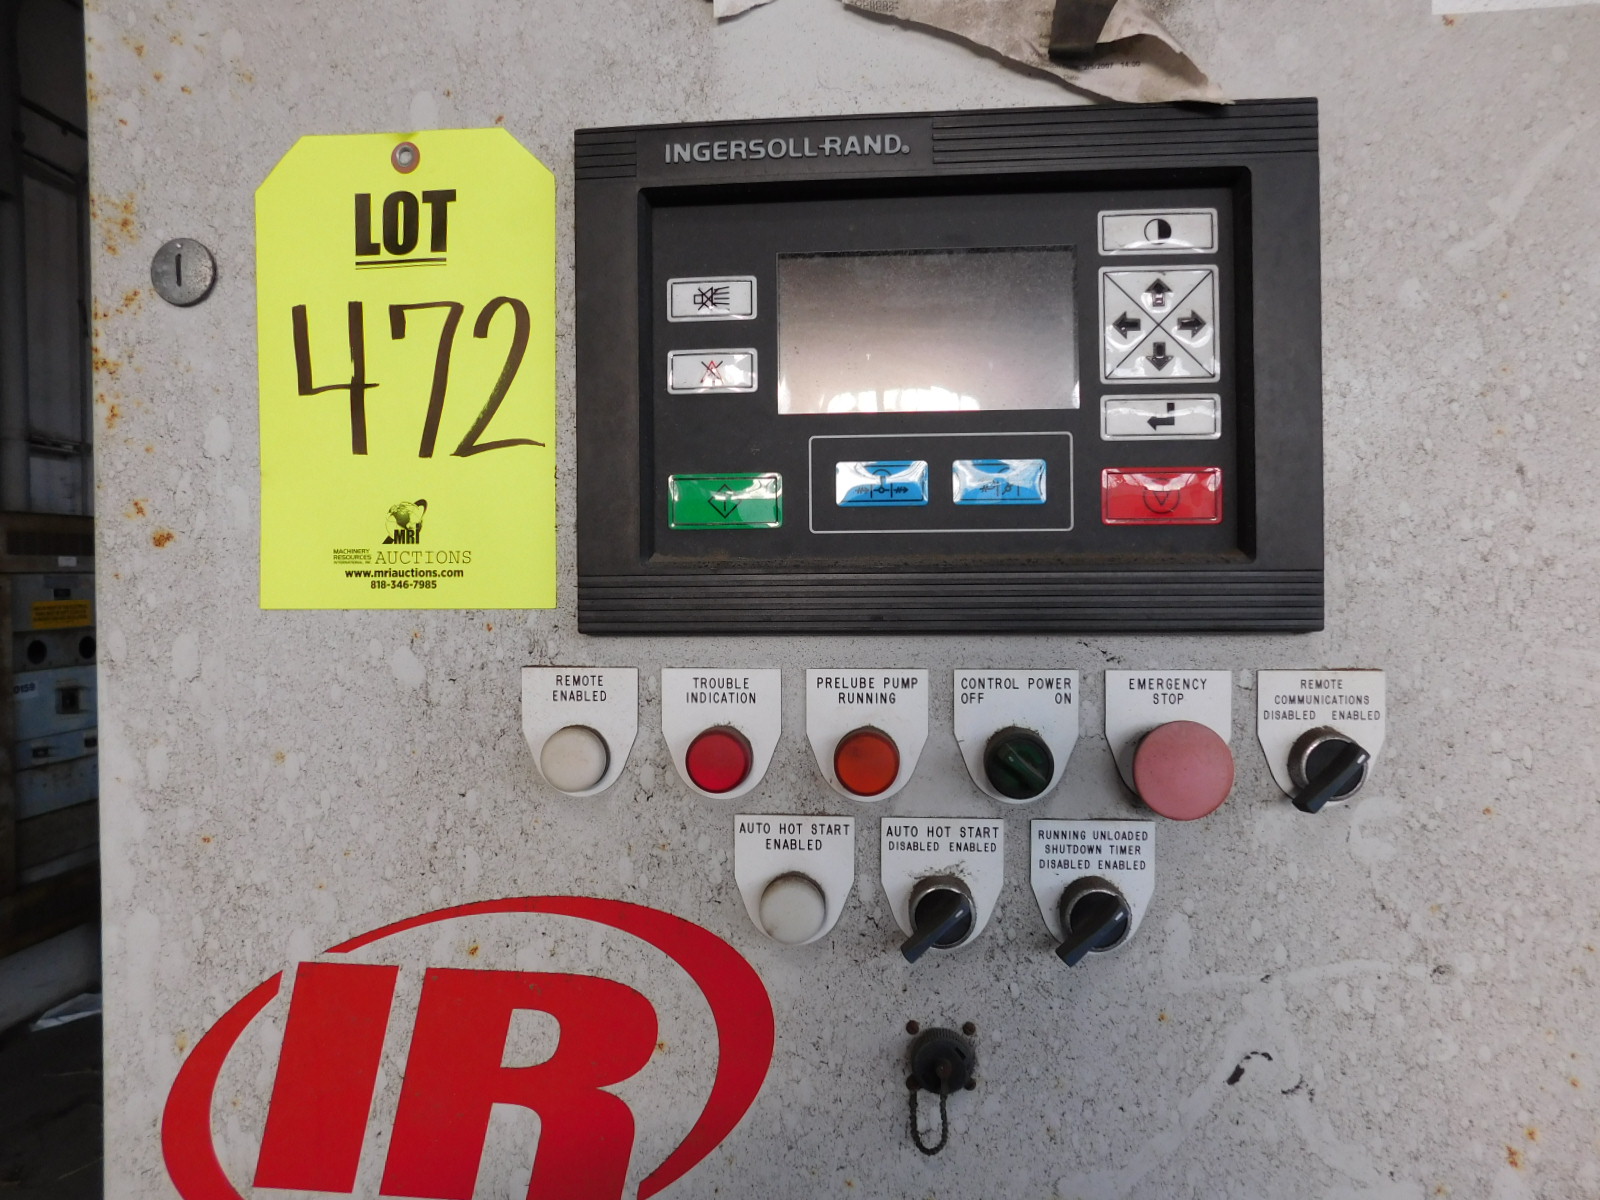 14:00
INGERSOLL-RAND®
LOT
472
MRI
MACHINERY
RESOURCES
INTERNATIONAL, INC.
AUCTIONS
www.mriauctions.com
818-346-7985
REMOTE
ENABLED
TROUBLE
INDICATION
PRELUBE PUMP
RUNNING
CONTROL POWER
OFF ON
EMERGENCY
STOP
REMOTE
COMMUNICATIONS
DISABLED ENABLED
AUTO HOT START
ENABLED
AUTO HOT START
DISABLED ENABLED
RUNNING UNLOADED
SHUTDOWN TIMER
DISABLED ENABLED
IR